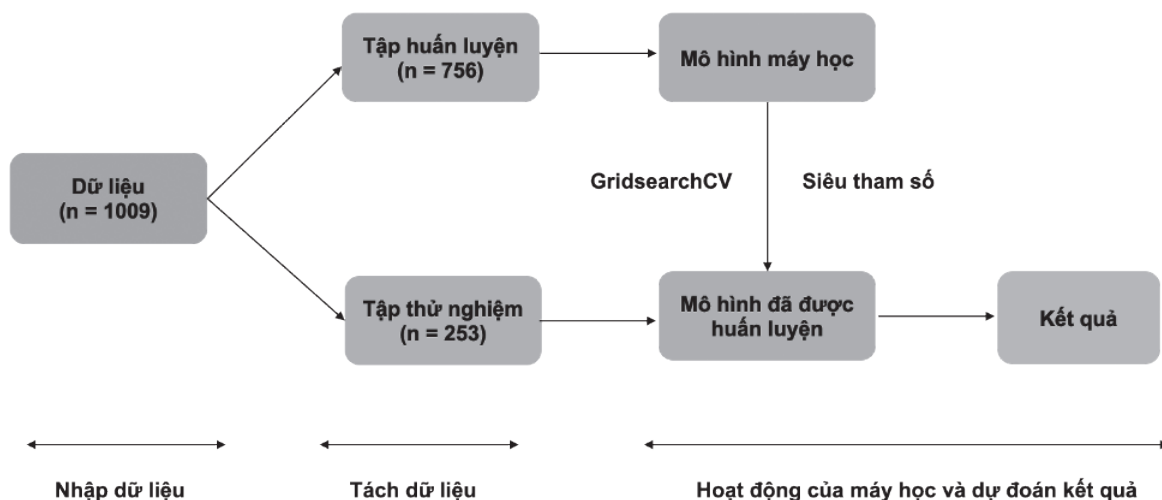 Tập huấn luyện
(n = 756)
Mô hình máy học
Dữ liệu
(n = 1009)
GridsearchCV
Siêu tham số
Tập thử nghiệm
(n = 253)
Mô hình đã được
huấn luyện
Kết quả
Nhập dữ liệu
Tách dữ liệu
Hoạt động của máy học và dự đoán kết quả